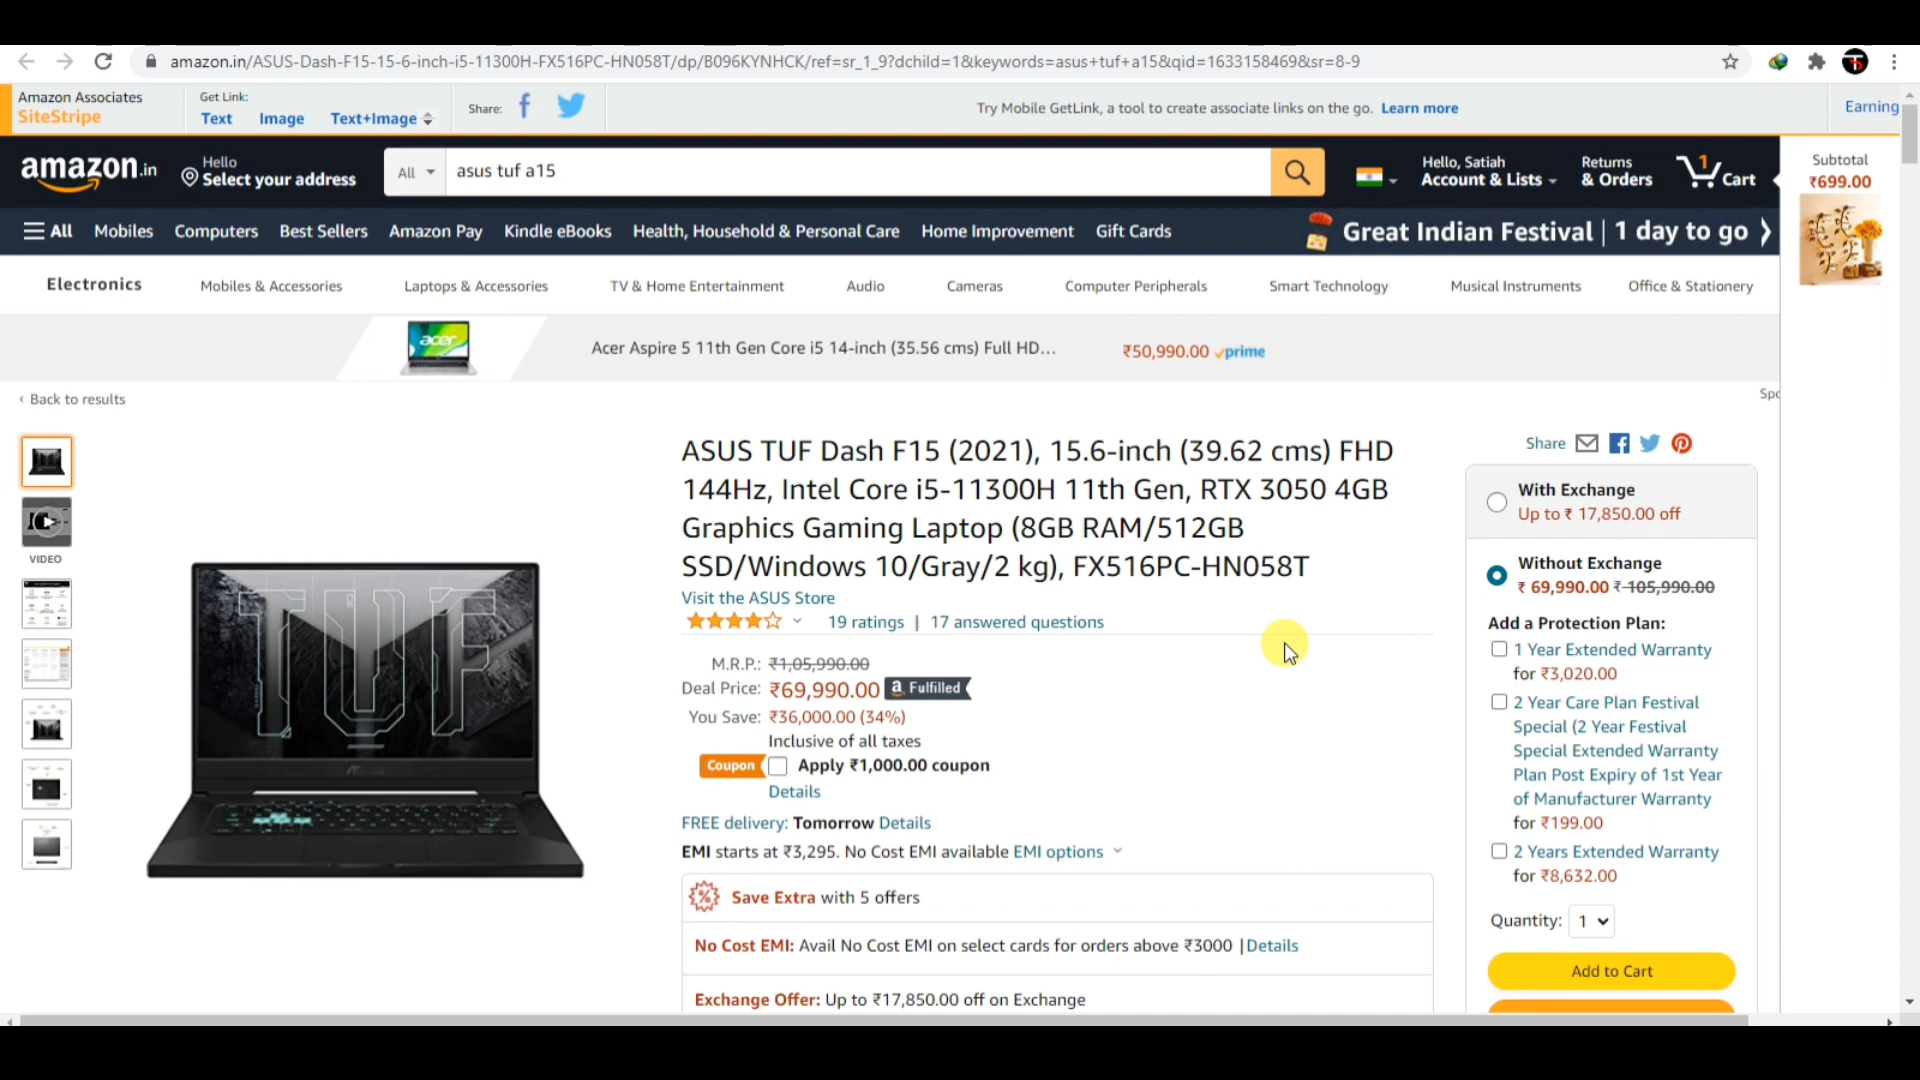 amazon.in/ASUS-Dash-F15-15-6-inch-i5-11300H-FX516PC-HN058T/dp/B096KYNHCK/ref=sr_1_9?dchild=1&keywords=asus+tuf+a15&qid=1633158469&sr=8-9
Amazon Associates
SiteStripe
Get Link:
Text Image Text+Image
Share:
Try Mobile GetLink, a tool to create associate links on the go. Learn more
Earning
amazon.in
Hello
Select your address
All
asus tuf a15
Hello, Satiah
Account & Lists
Returns
& Orders
1
Cart
Subtotal
₹699.00
All Mobiles Computers Best Sellers Amazon Pay Kindle eBooks Health, Household & Personal Care Home Improvement Gift Cards
Great Indian Festival | 1 day to go
Electronics Mobiles & Accessories Laptops & Accessories TV & Home Entertainment Audio Cameras Computer Peripherals Smart Technology Musical Instruments Office & Stationery
acer
Acer Aspire 5 11th Gen Core i5 14-inch (35.56 cms) Full HD... ₹50,990.00 prime
‹ Back to results
Spo
VIDEO
TUF
ASUS TUF Dash F15 (2021), 15.6-inch (39.62 cms) FHD
144Hz, Intel Core i5-11300H 11th Gen, RTX 3050 4GB
Graphics Gaming Laptop (8GB RAM/512GB
SSD/Windows 10/Gray/2 kg), FX516PC-HN058T
Visit the ASUS Store
19 ratings | 17 answered questions
M.R.P.: ₹1,05,990.00
Deal Price: ₹69,990.00 a Fulfilled
You Save: ₹36,000.00 (34%)
Inclusive of all taxes
Coupon Apply ₹1,000.00 coupon
Details
FREE delivery: Tomorrow Details
EMI starts at ₹3,295. No Cost EMI available EMI options
Save Extra with 5 offers
No Cost EMI: Avail No Cost EMI on select cards for orders above ₹3000 |Details
Exchange Offer: Up to ₹17,850.00 off on Exchange
Share
With Exchange
Up to ₹ 17,850.00 off
Without Exchange
₹ 69,990.00 ₹ 105,990.00
Add a Protection Plan:
1 Year Extended Warranty
for ₹3,020.00
2 Year Care Plan Festival
Special (2 Year Festival
Special Extended Warranty
Plan Post Expiry of 1st Year
of Manufacturer Warranty
for ₹199.00
2 Years Extended Warranty
for ₹8,632.00
Quantity: 1
Add to Cart